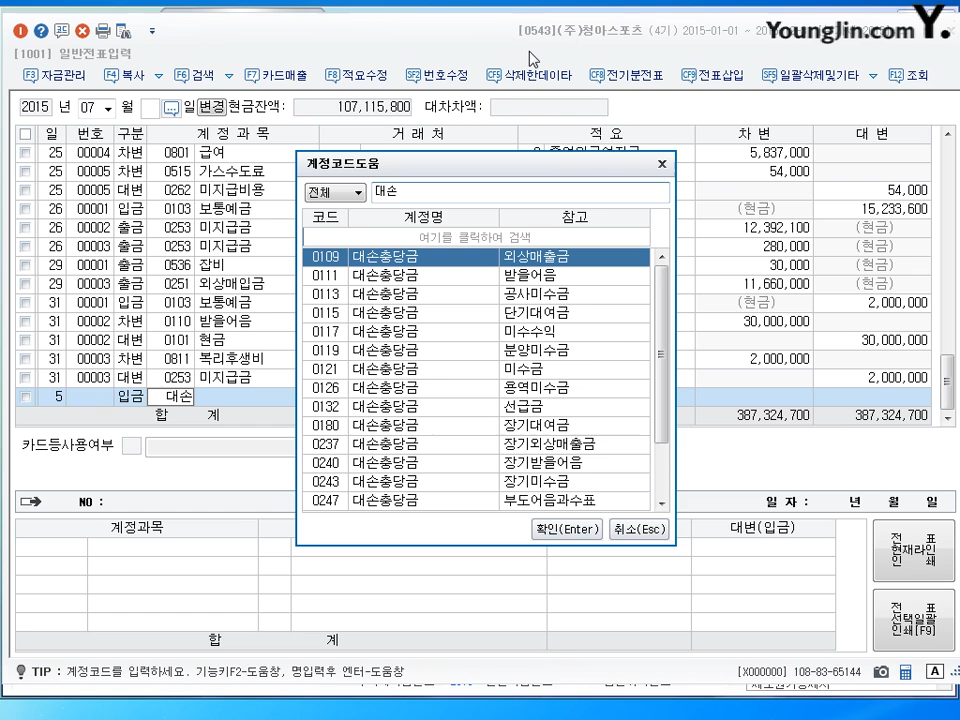 [0543](주)청아스포츠 (4기) 2015-01-01 ~ 20
YoungJin.com Y.
[1001] 일반전표입력
F3 자금관리 F4 복사 F6 검색 F7 카드매출 F8 적요수정 SF2 번호수정 CF5 삭제한데이타 CF8 전기분전표 CF9 전표삽입 SF5 일괄삭제및기타 F12 조회
2015 년 07 월 일 변경 현금잔액: 107,115,800 대차차액:
일 번호 구분 계 정 과 목 거 래 처 적 요 차 변 대 변
25 00004 차변 0801 급여 5,837,000
25 00005 차변 0515 가스수도료 54,000
25 00005 대변 0262 미지급비용 54,000
26 00001 입금 0103 보통예금 (현금) 15,233,600
26 00002 출금 0253 미지급금 12,392,100 (현금)
26 00003 출금 0253 미지급금 280,000 (현금)
29 00001 출금 0536 잡비 30,000 (현금)
29 00003 출금 0251 외상매입금 11,660,000 (현금)
31 00001 입금 0103 보통예금 (현금) 2,000,000
31 00002 차변 0110 받을어음 30,000,000
31 00002 대변 0101 현금 30,000,000
31 00003 차변 0811 복리후생비 2,000,000
31 00003 대변 0253 미지급금 2,000,000
5 입금 대손
합 계 387,324,700 387,324,700
계정코드도움 x
전체 대손
코드 계정명 참고
여기를 클릭하여 검색
0109 대손충당금 외상매출금
0111 대손충당금 받을어음
0113 대손충당금 공사미수금
0115 대손충당금 단기대여금
0117 대손충당금 미수수익
0119 대손충당금 분양미수금
0121 대손충당금 미수금
0126 대손충당금 용역미수금
0132 대손충당금 선급금
0180 대손충당금 장기대여금
0237 대손충당금 장기외상매출금
0240 대손충당금 장기받을어음
0243 대손충당금 장기미수금
0247 대손충당금 부도어음과수표
확인(Enter) 취소(Esc)
카드등사용여부
NO : 일 자 : 년 월 일
계정과목 대변(입금)
합 계
전 표
현재라인
인 쇄
전 표
선택일괄
인쇄[F9]
TIP : 계정코드를 입력하세요. 기능키F2-도움창, 명입력후 엔터-도움창
[X000000] 108-83-65144 A